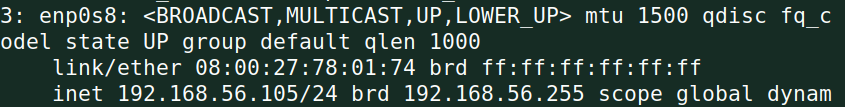 3: enp0s8: <BROADCAST,MULTICAST,UP,LOWER_UP> mtu 1500 qdisc fq_c
odel state UP group default qlen 1000
    link/ether 08:00:27:78:01:74 brd ff:ff:ff:ff:ff:ff
    inet 192.168.56.105/24 brd 192.168.56.255 scope global dynam